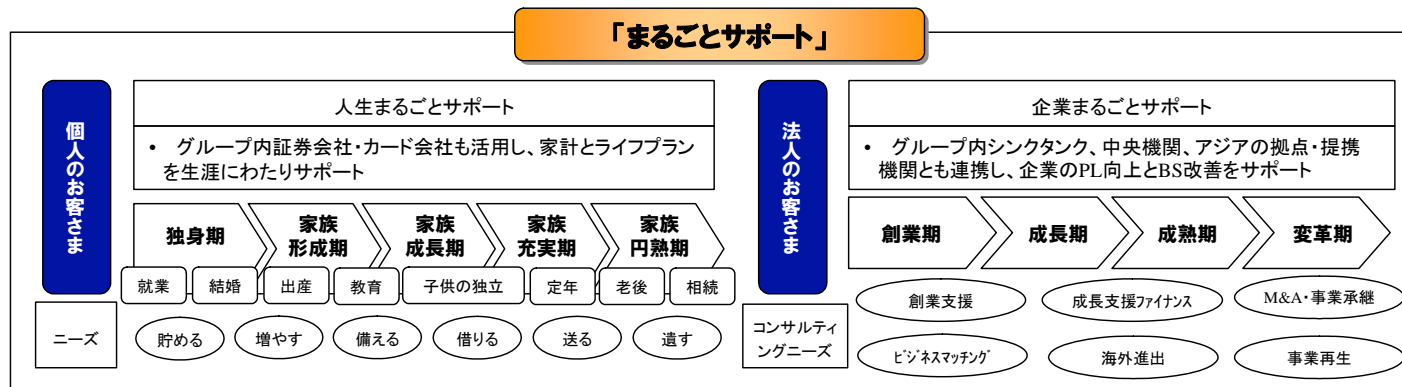 「まるごとサポート」
個人のお客さま
人生まるごとサポート
• グループ内証券会社・カード会社も活用し、家計とライフプラン
を生涯にわたりサポート
独身期
家族
形成期
家族
成長期
家族
充実期
家族
円熟期
就業
結婚
出産
教育
子供の独立
定年
老後
相続
ニーズ
貯める
増やす
備える
借りる
送る
遺す
法人のお客さま
企業まるごとサポート
• グループ内シンクタンク、中央機関、アジアの拠点・提携
機関とも連携し、企業のPL向上とBS改善をサポート
創業期
成長期
成熟期
変革期
創業支援
成長支援ファイナンス
M&A・事業承継
コンサルティ
ングニーズ
ビジネスマッチング
海外進出
事業再生